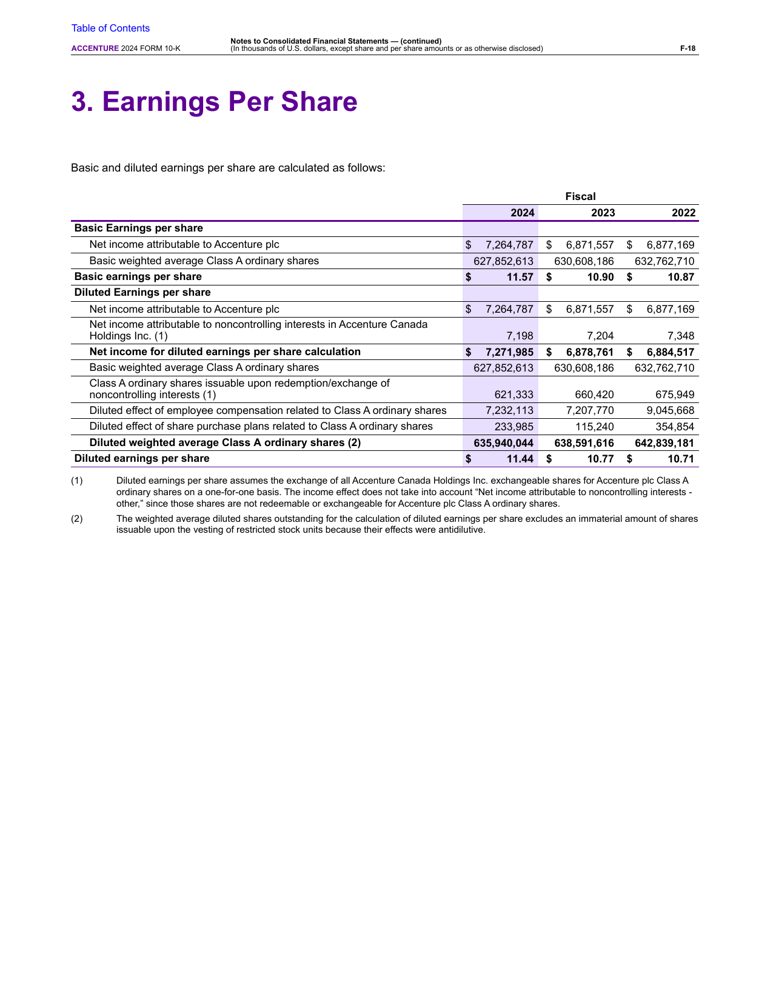 Table of Contents
Notes to Consolidated Financial Statements — (continued)
ACCENTURE 2024 FORM 10-K (In thousands of U.S. dollars, except share and per share amounts or as otherwise disclosed) F-18
3. Earnings Per Share
Basic and diluted earnings per share are calculated as follows:
Fiscal
2024 2023 2022
Basic Earnings per share
Net income attributable to Accenture plc $ 7,264,787 $ 6,871,557 $ 6,877,169
Basic weighted average Class A ordinary shares 627,852,613 630,608,186 632,762,710
Basic earnings per share $ 11.57 $ 10.90 $ 10.87
Diluted Earnings per share
Net income attributable to Accenture plc $ 7,264,787 $ 6,871,557 $ 6,877,169
Net income attributable to noncontrolling interests in Accenture Canada
Holdings Inc. (1) 7,198 7,204 7,348
Net income for diluted earnings per share calculation $ 7,271,985 $ 6,878,761 $ 6,884,517
Basic weighted average Class A ordinary shares 627,852,613 630,608,186 632,762,710
Class A ordinary shares issuable upon redemption/exchange of
noncontrolling interests (1) 621,333 660,420 675,949
Diluted effect of employee compensation related to Class A ordinary shares 7,232,113 7,207,770 9,045,668
Diluted effect of share purchase plans related to Class A ordinary shares 233,985 115,240 354,854
Diluted weighted average Class A ordinary shares (2) 635,940,044 638,591,616 642,839,181
Diluted earnings per share $ 11.44 $ 10.77 $ 10.71
(1) Diluted earnings per share assumes the exchange of all Accenture Canada Holdings Inc. exchangeable shares for Accenture plc Class A
ordinary shares on a one-for-one basis. The income effect does not take into account “Net income attributable to noncontrolling interests -
other,” since those shares are not redeemable or exchangeable for Accenture plc Class A ordinary shares.
(2) The weighted average diluted shares outstanding for the calculation of diluted earnings per share excludes an immaterial amount of shares
issuable upon the vesting of restricted stock units because their effects were antidilutive.